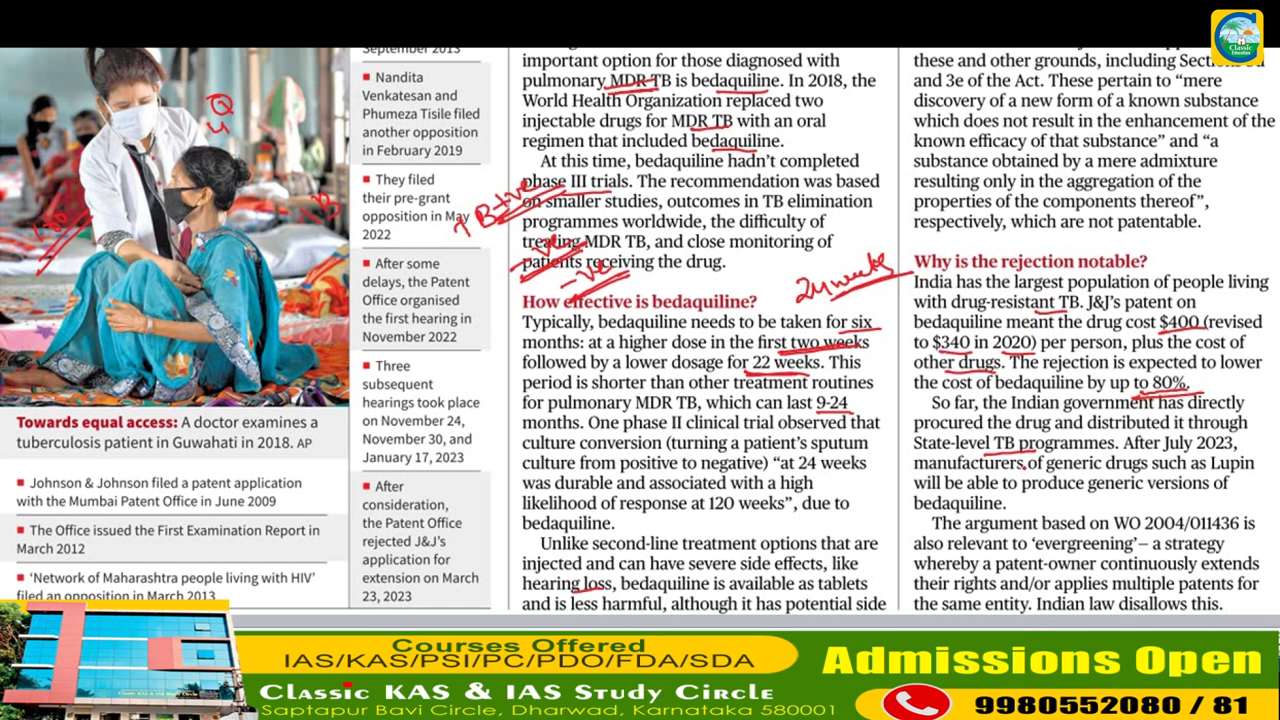 Classic
Education
Towards equal access: A doctor examines a
tuberculosis patient in Guwahati in 2018. AP
■ Johnson & Johnson filed a patent application
with the Mumbai Patent Office in June 2009
■ The Office issued the First Examination Report in
March 2012
■ 'Network of Maharashtra people living with HIV'
filed an opposition in March 2013
September 2013
■ Nandita
Venkatesan and
Phumeza Tisile filed
another opposition
in February 2019
■ They filed
their pre-grant
opposition in May
2022
■ After some
delays, the Patent
Office organised
the first hearing in
November 2022
■ Three
subsequent
hearings took place
on November 24,
November 30, and
January 17, 2023
■ After
consideration,
the Patent Office
rejected J&J's
application for
extension on March
23, 2023
important option for those diagnosed with
pulmonary MDR-TB is bedaquiline. In 2018, the
World Health Organization replaced two
injectable drugs for MDR TB with an oral
regimen that included bedaquiline.
At this time, bedaquiline hadn't completed
phase III trials. The recommendation was based
on smaller studies, outcomes in TB elimination
programmes worldwide, the difficulty of
treating MDR TB, and close monitoring of
patients receiving the drug.
TB +ve
-ve
-ve
24 weeks
How effective is bedaquiline?
Typically, bedaquiline needs to be taken for six
months: at a higher dose in the first two weeks
followed by a lower dosage for 22 weeks. This
period is shorter than other treatment routines
for pulmonary MDR TB, which can last 9-24
months. One phase II clinical trial observed that
culture conversion (turning a patient's sputum
culture from positive to negative) "at 24 weeks
was durable and associated with a high
likelihood of response at 120 weeks", due to
bedaquiline.
Unlike second-line treatment options that are
injected and can have severe side effects, like
hearing loss, bedaquiline is available as tablets
and is less harmful, although it has potential side
these and other grounds, including Sections
and 3e of the Act. These pertain to "mere
discovery of a new form of a known substance
which does not result in the enhancement of the
known efficacy of that substance" and "a
substance obtained by a mere admixture
resulting only in the aggregation of the
properties of the components thereof",
respectively, which are not patentable.
Why is the rejection notable?
India has the largest population of people living
with drug-resistant TB. J&J's patent on
bedaquiline meant the drug cost $400 (revised
to $340 in 2020) per person, plus the cost of
other drugs. The rejection is expected to lower
the cost of bedaquiline by up to 80%.
So far, the Indian government has directly
procured the drug and distributed it through
State-level TB programmes. After July 2023,
manufacturers of generic drugs such as Lupin
will be able to produce generic versions of
bedaquiline.
The argument based on WO 2004/011436 is
also relevant to 'evergreening' – a strategy
whereby a patent-owner continuously extends
their rights and/or applies multiple patents for
the same entity. Indian law disallows this.
Courses Offered
IAS/KAS/PSI/PC/PDO/FDA/SDA
Classic KAS & IAS Study Circle
Saptapur Bavi Circle, Dharwad, Karnataka 580001
Admissions Open
9980552080 / 81